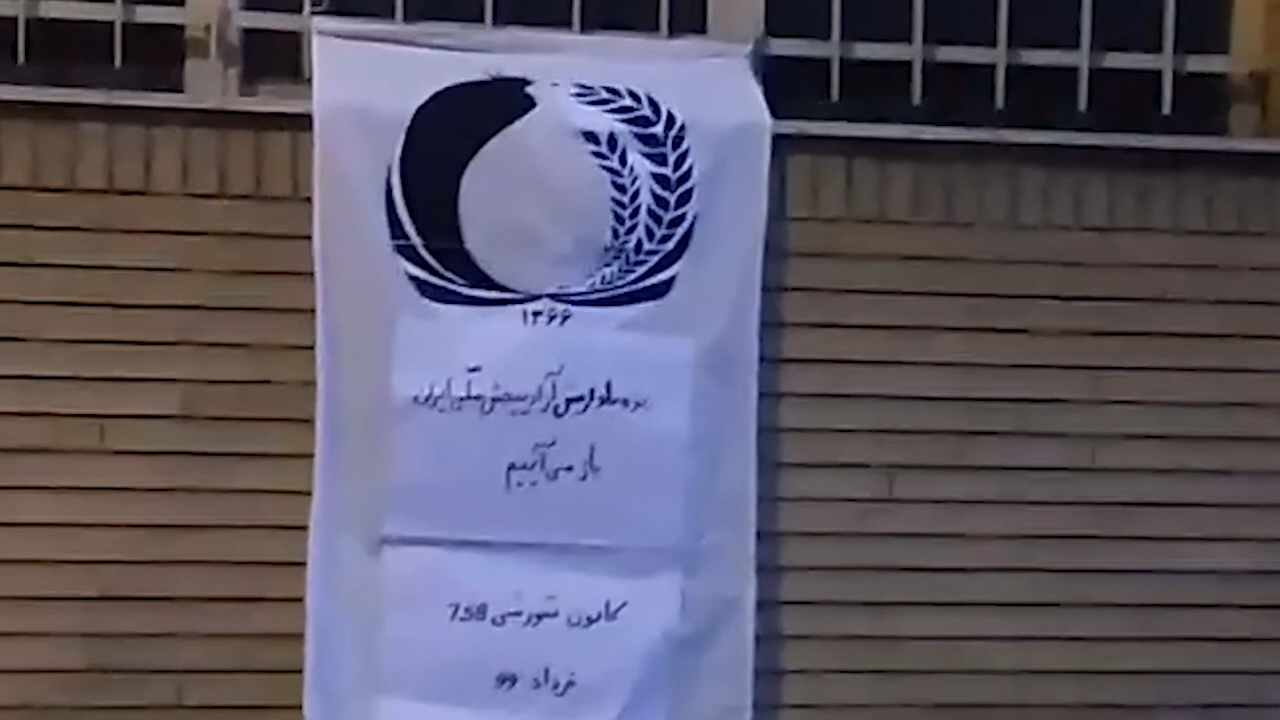 ۱۳۶۶
ارتش آزادیبخش ملی ایران
باز می‌آییم
کانون شورشی 758
خرداد 99